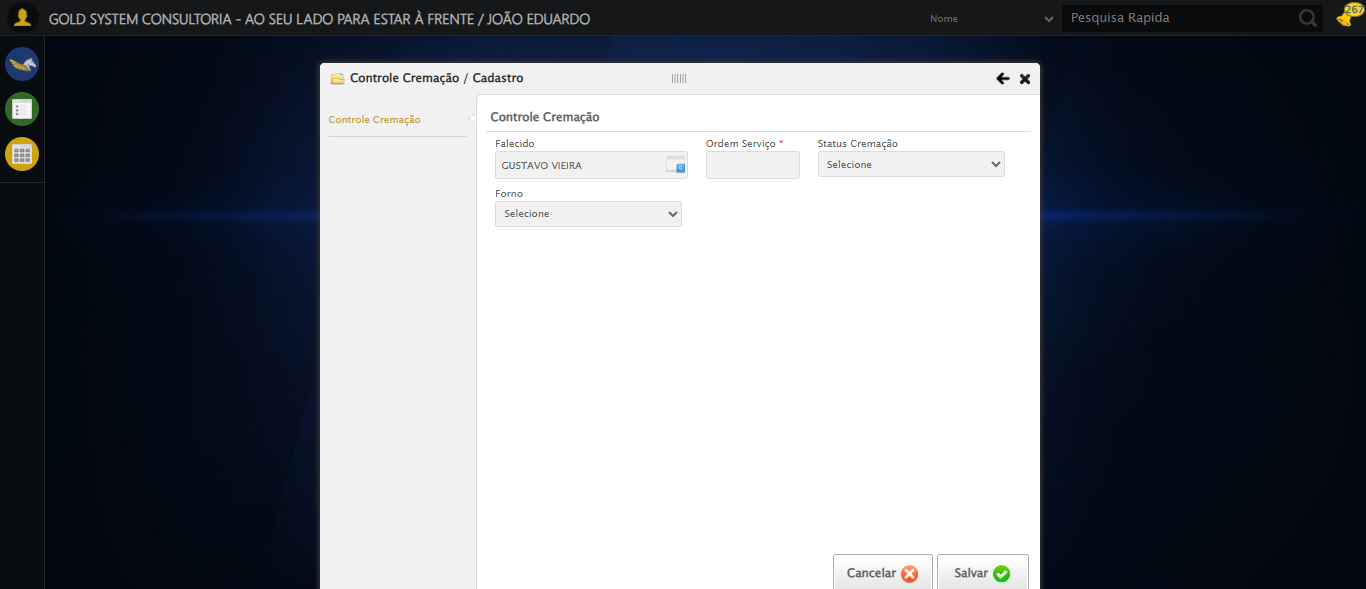 GOLD SYSTEM CONSULTORIA - AO SEU LADO PARA ESTAR À FRENTE / JOÃO EDUARDO
Nome
Pesquisa Rapida
267
Controle Cremação / Cadastro
Controle Cremação
Controle Cremação
Falecido
Ordem Serviço *
Status Cremação
GUSTAVO VIEIRA
Selecione
Forno
Selecione
Cancelar
Salvar